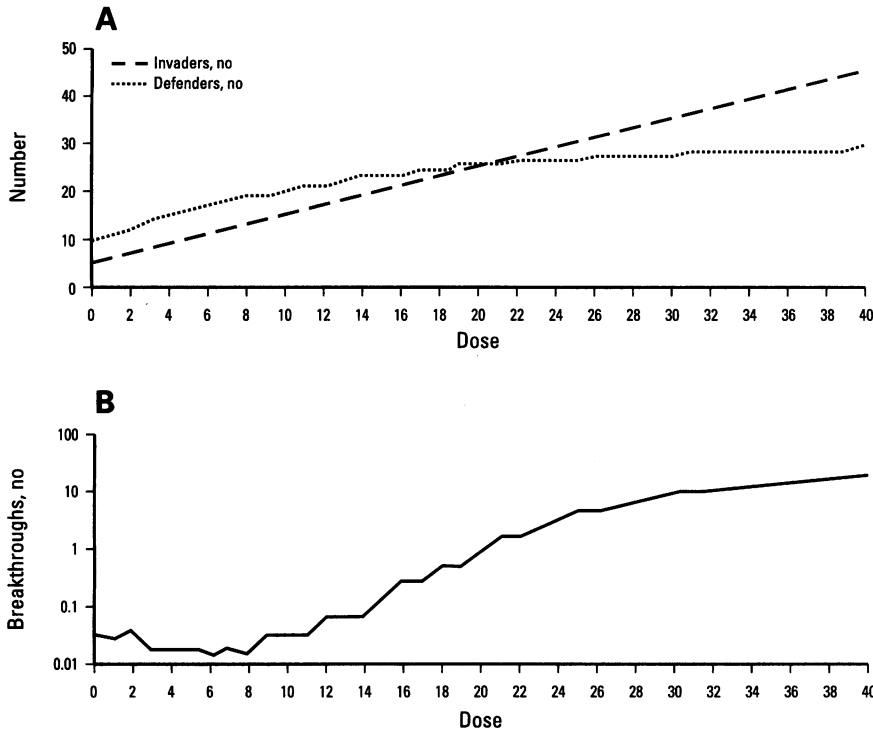 A
50
40
30
20
10
0
Number
Invaders, no
Defenders, no
0 2 4 6 8 10 12 14 16 18 20 22 24 26 28 30 32 34 36 38 40
Dose
B
100
10
1
0.1
0.01
Breakthroughs, no
0 2 4 6 8 10 12 14 16 18 20 22 24 26 28 30 32 34 36 38 40
Dose